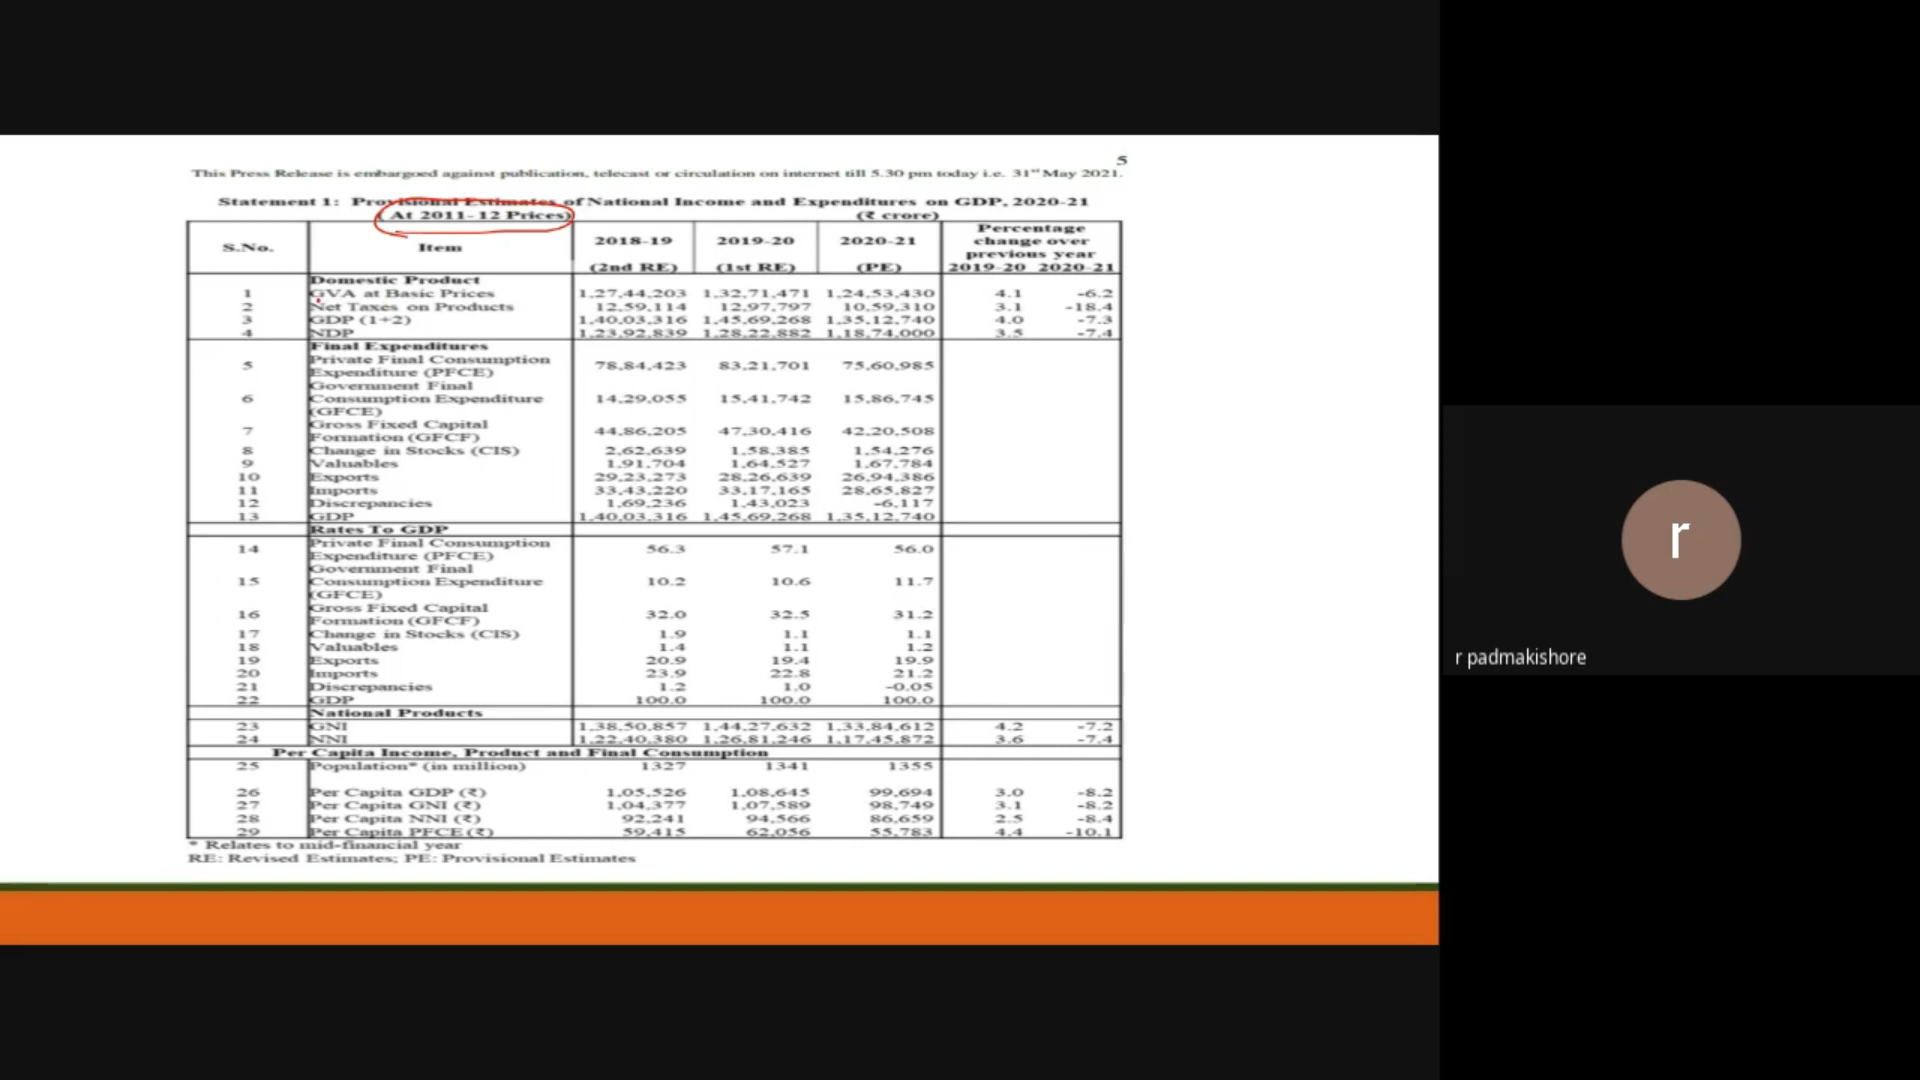 5
This Press Release is embargoed against publication, telecast or circulation on internet till 5.30 pm today i.e. 31st May 2021.
Statement 1: Provisional Estimates of National Income and Expenditures on GDP, 2020-21
( At 2011-12 Prices) (₹ crore)
S.No. Item 2018-19 (2nd RE) 2019-20 (1st RE) 2020-21 (PE) Percentage change over previous year 2019-20 2020-21
Domestic Product
1 GVA at Basic Prices 1,27,44,203 1,32,71,471 1,24,53,430 4.1 -6.2
2 Net Taxes on Products 12,59,114 12,97,797 10,59,310 3.1 -18.4
3 GDP (1+2) 1,40,03,316 1,45,69,268 1,35,12,740 4.0 -7.3
4 NDP 1,23,92,839 1,28,22,882 1,18,74,000 3.5 -7.4
Final Expenditures
5 Private Final Consumption Expenditure (PFCE) 78,84,423 83,21,701 75,60,985
6 Government Final Consumption Expenditure (GFCE) 14,29,055 15,41,742 15,86,745
7 Gross Fixed Capital Formation (GFCF) 44,86,205 47,30,416 42,20,508
8 Change in Stocks (CIS) 2,62,639 1,58,385 1,54,276
9 Valuables 1,91,704 1,64,527 1,67,784
10 Exports 29,23,273 28,26,639 26,94,386
11 Imports 33,43,220 33,17,165 28,65,827
12 Discrepancies 1,69,236 1,43,023 -6,117
13 GDP 1,40,03,316 1,45,69,268 1,35,12,740
Rates To GDP
14 Private Final Consumption Expenditure (PFCE) 56.3 57.1 56.0
15 Government Final Consumption Expenditure (GFCE) 10.2 10.6 11.7
16 Gross Fixed Capital Formation (GFCF) 32.0 32.5 31.2
17 Change in Stocks (CIS) 1.9 1.1 1.1
18 Valuables 1.4 1.1 1.2
19 Exports 20.9 19.4 19.9
20 Imports 23.9 22.8 21.2
21 Discrepancies 1.2 1.0 -0.05
22 GDP 100.0 100.0 100.0
National Products
23 GNI 1,38,50,857 1,44,27,632 1,33,84,612 4.2 -7.2
24 NNI 1,22,40,380 1,26,81,246 1,17,45,872 3.6 -7.4
Per Capita Income, Product and Final Consumption
25 Population* (in million) 1327 1341 1355
26 Per Capita GDP (₹) 1,05,526 1,08,645 99,694 3.0 -8.2
27 Per Capita GNI (₹) 1,04,377 1,07,589 98,749 3.1 -8.2
28 Per Capita NNI (₹) 92,241 94,566 86,659 2.5 -8.4
29 Per Capita PFCE (₹) 59,415 62,056 55,783 4.4 -10.1
* Relates to mid-financial year
RE: Revised Estimates; PE: Provisional Estimates
r
r padmakishore